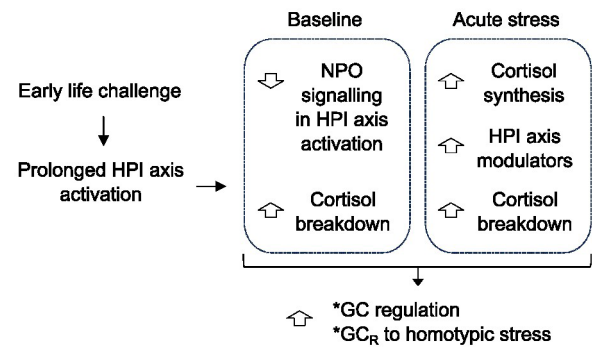 Baseline
Acute stress
Early life challenge
Prolonged HPI axis
activation
NPO
signalling
in HPI axis
activation
Cortisol
breakdown
Cortisol
synthesis
HPI axis
modulators
Cortisol
breakdown
*GC regulation
*GCR to homotypic stress